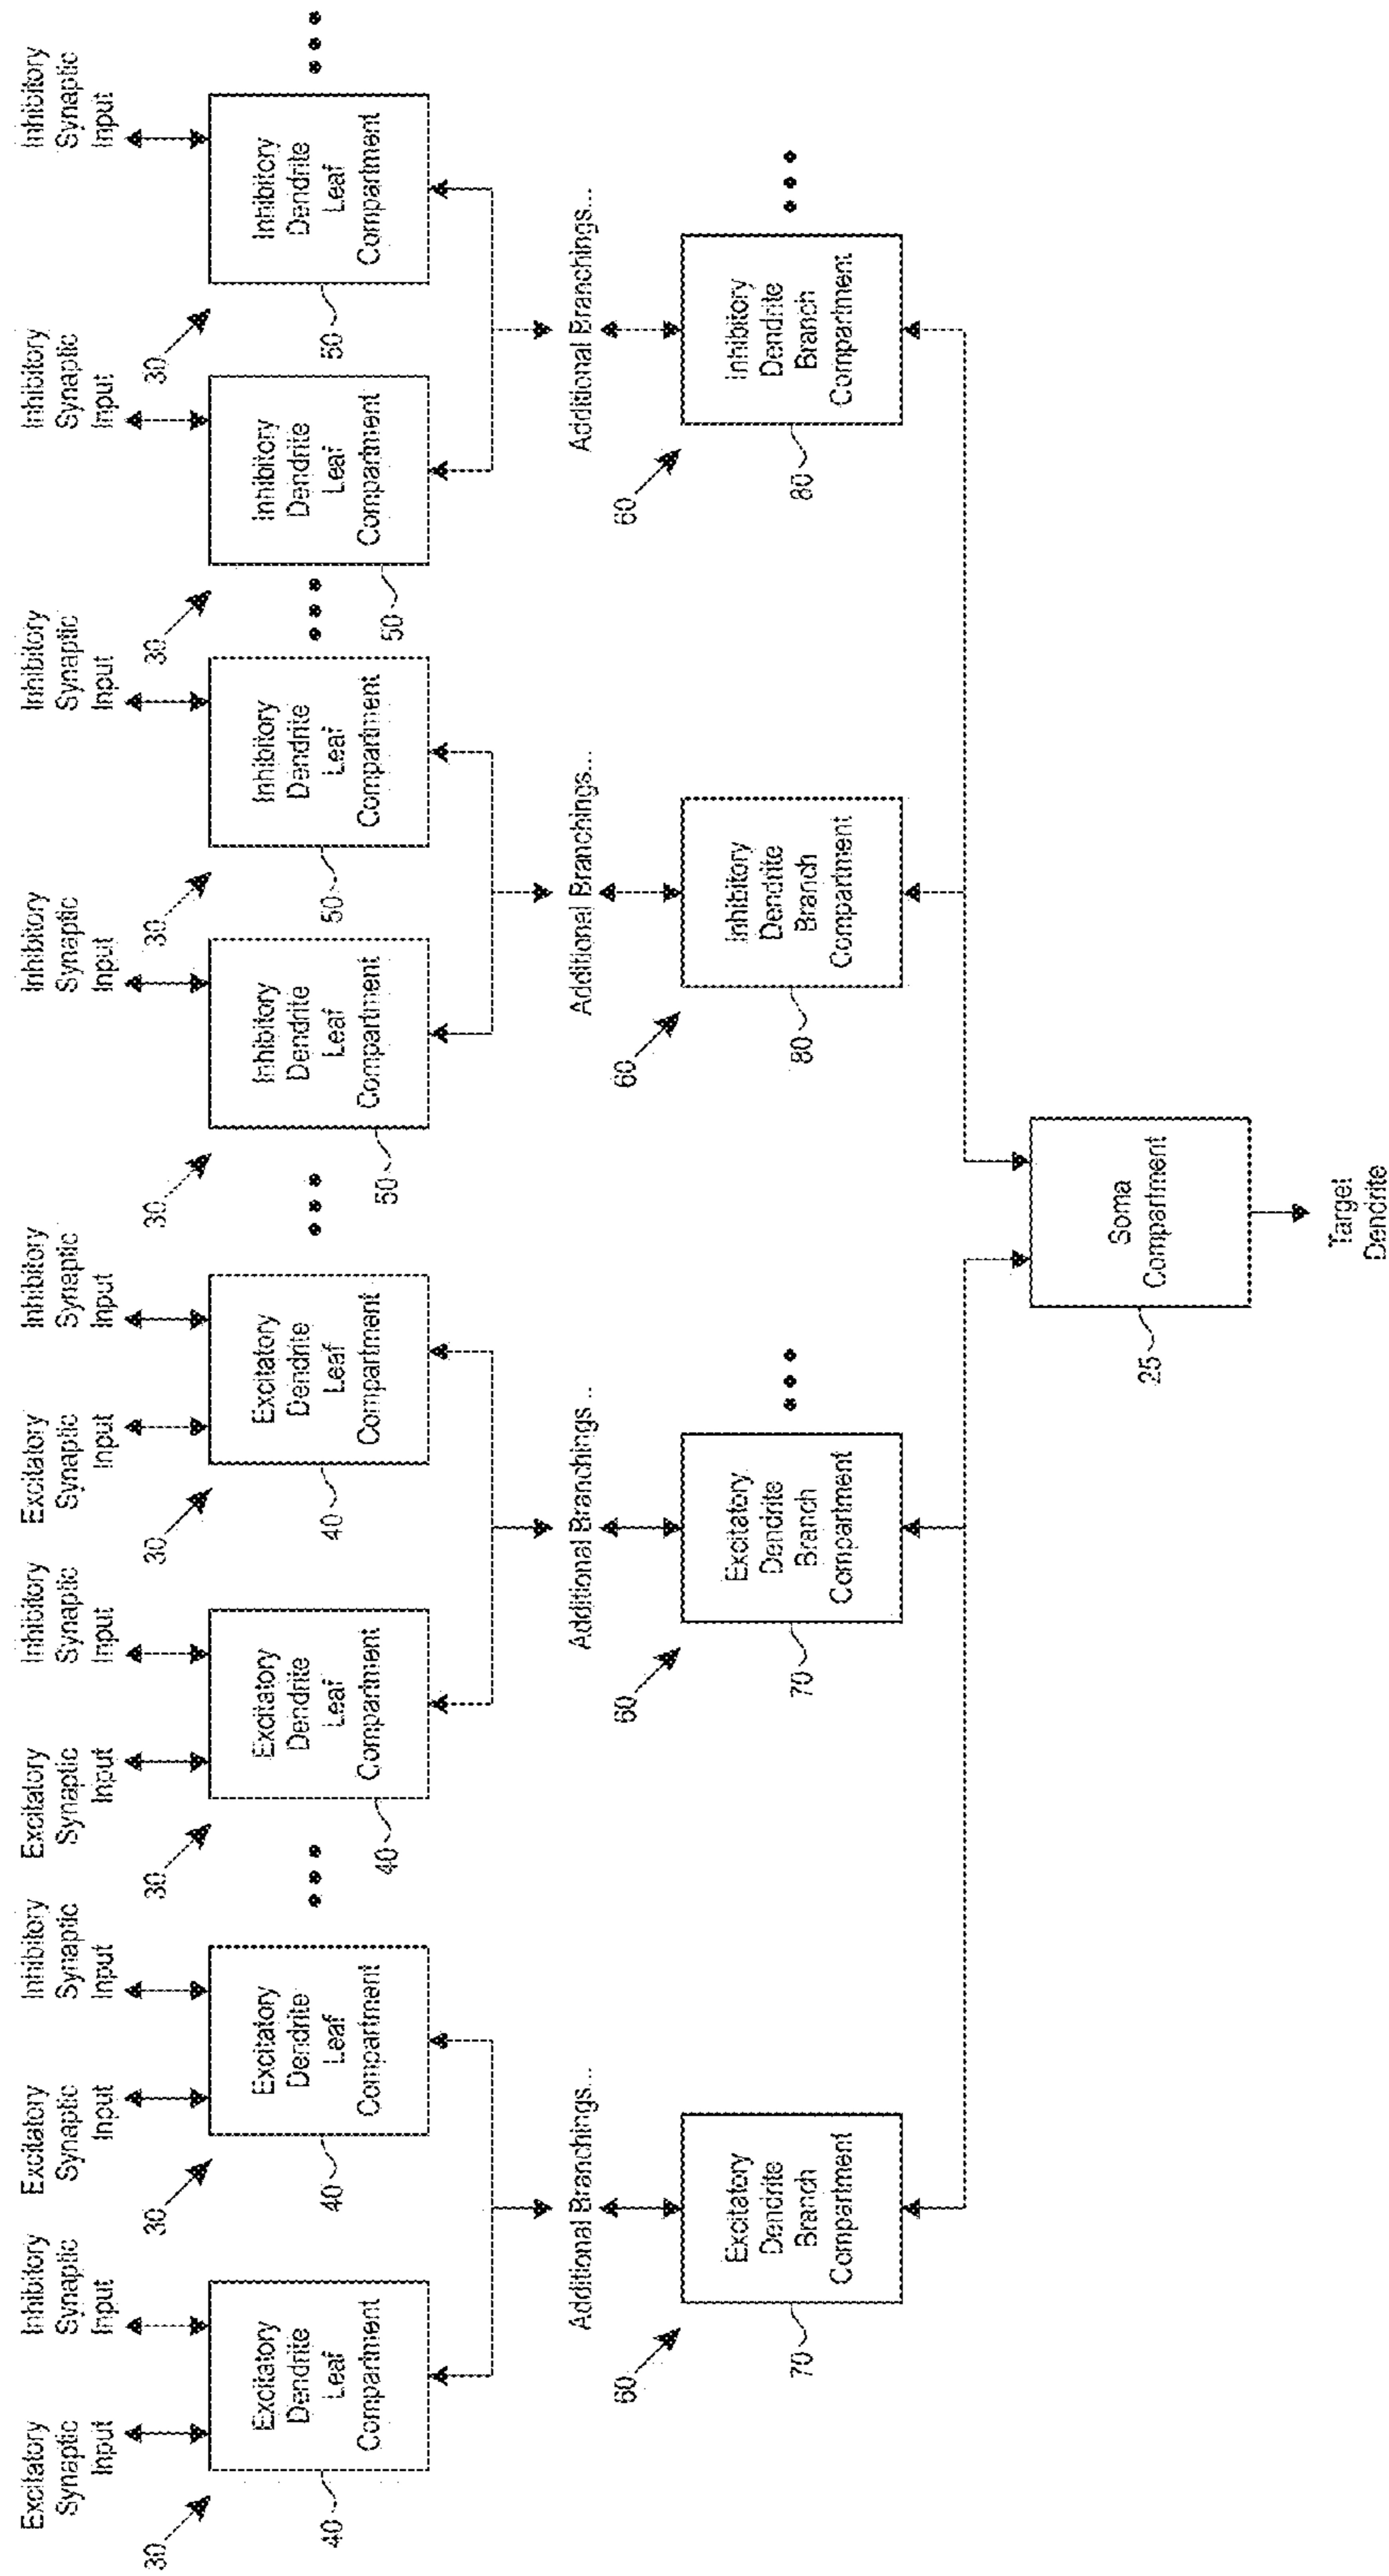 Excitatory
Synaptic
Input
Inhibitory
Synaptic
Input
Excitatory
Synaptic
Input
Inhibitory
Synaptic
Input
Excitatory
Synaptic
Input
Inhibitory
Synaptic
Input
Excitatory
Synaptic
Input
Inhibitory
Synaptic
Input
Inhibitory
Synaptic
Input
Inhibitory
Synaptic
Input
Inhibitory
Synaptic
Input
Inhibitory
Synaptic
Input
30
30
30
30
30
30
30
30
Excitatory
Dendrite
Leaf
Compartment
Excitatory
Dendrite
Leaf
Compartment
Excitatory
Dendrite
Leaf
Compartment
Excitatory
Dendrite
Leaf
Compartment
Inhibitory
Dendrite
Leaf
Compartment
Inhibitory
Dendrite
Leaf
Compartment
Inhibitory
Dendrite
Leaf
Compartment
Inhibitory
Dendrite
Leaf
Compartment
40
40
40
40
50
50
50
50
Additional Branchings...
Additional Branchings...
Additional Branchings...
Additional Branchings...
60
60
60
60
Excitatory
Dendrite
Branch
Compartment
Excitatory
Dendrite
Branch
Compartment
Inhibitory
Dendrite
Branch
Compartment
Inhibitory
Dendrite
Branch
Compartment
70
70
80
80
Soma
Compartment
25
Target
Dendrite